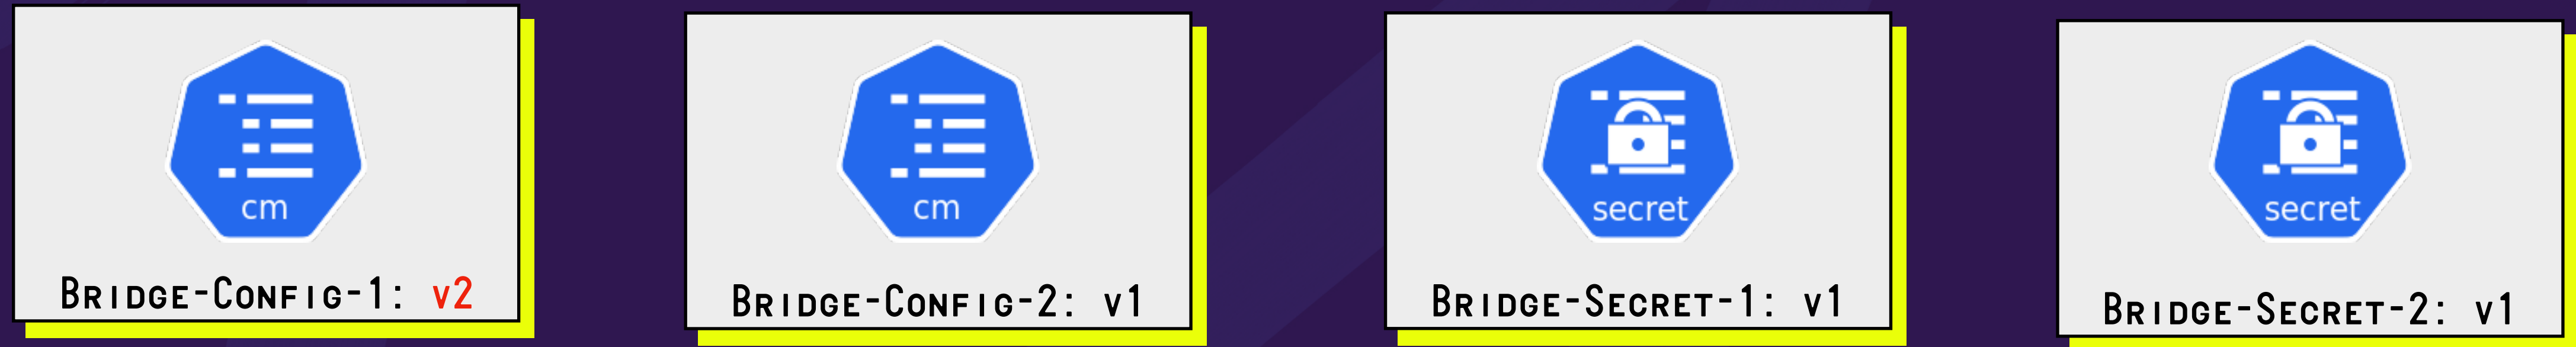 cm
Bridge-Config-1: v2
cm
Bridge-Config-2: v1
secret
Bridge-Secret-1: v1
secret
Bridge-Secret-2: v1